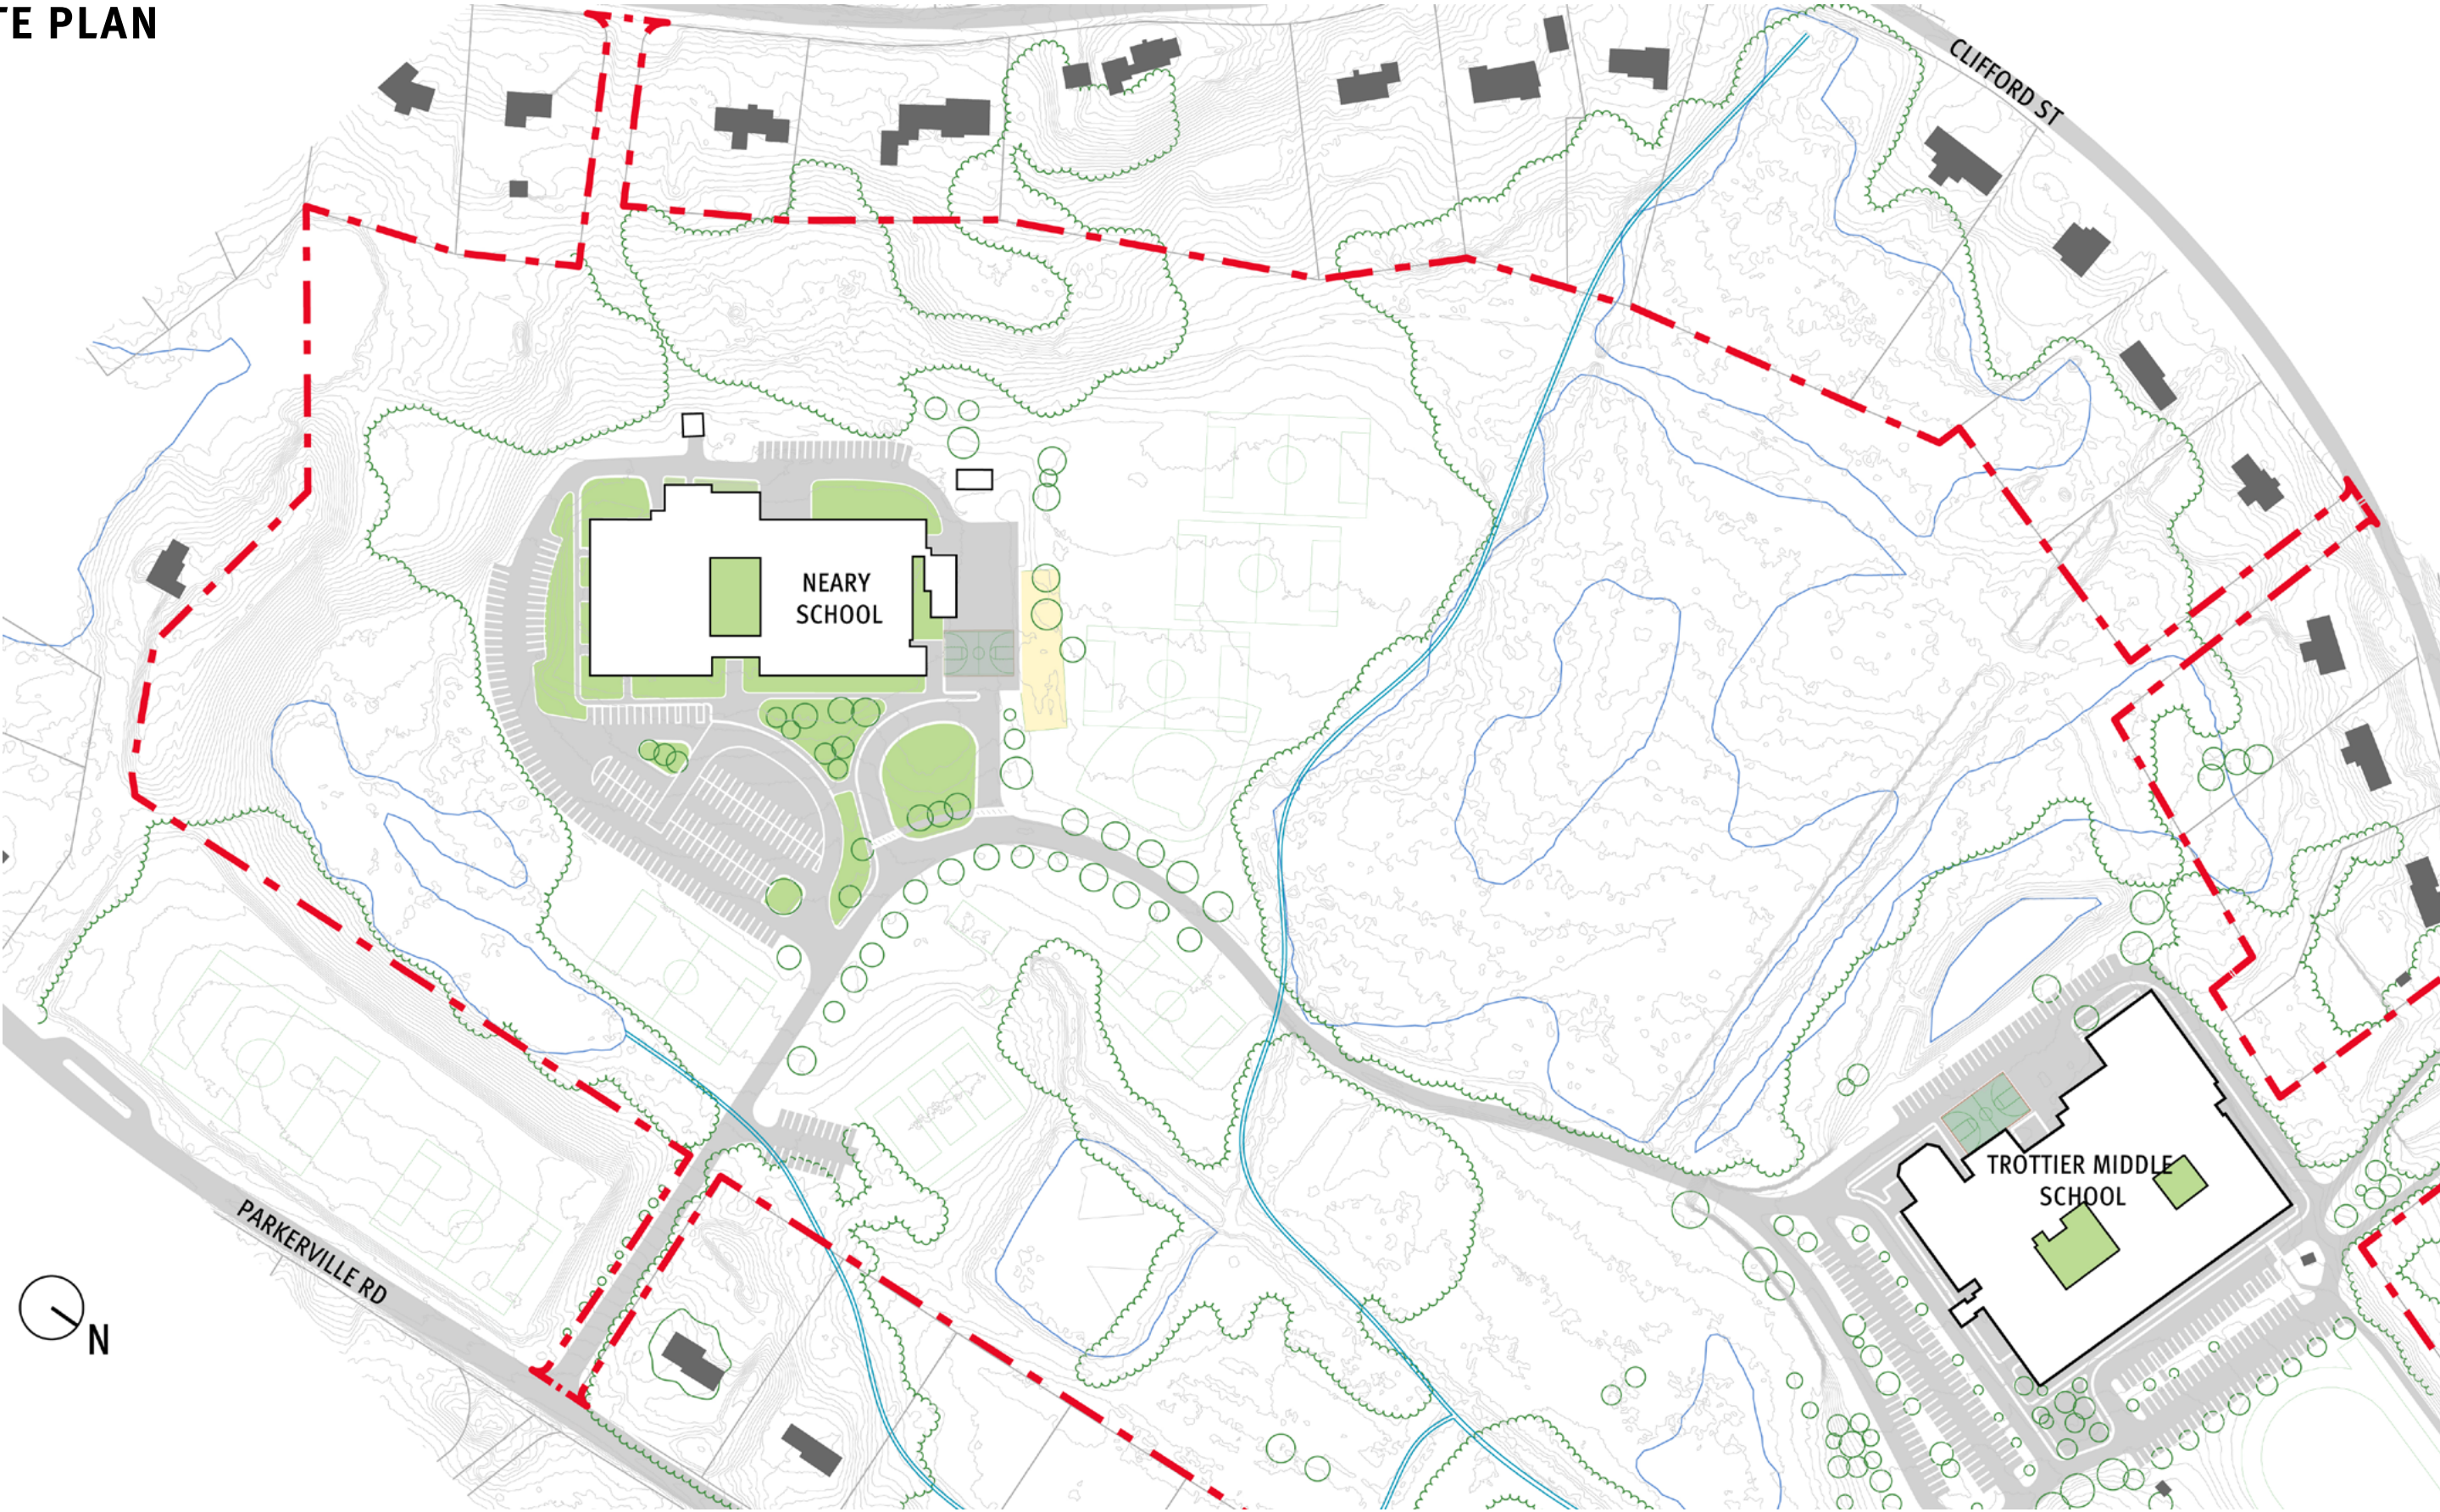 TE PLAN
CLIFFORD ST
NEARY
SCHOOL
TROTTIER MIDDLE
SCHOOL
PARKERVILLE RD
N